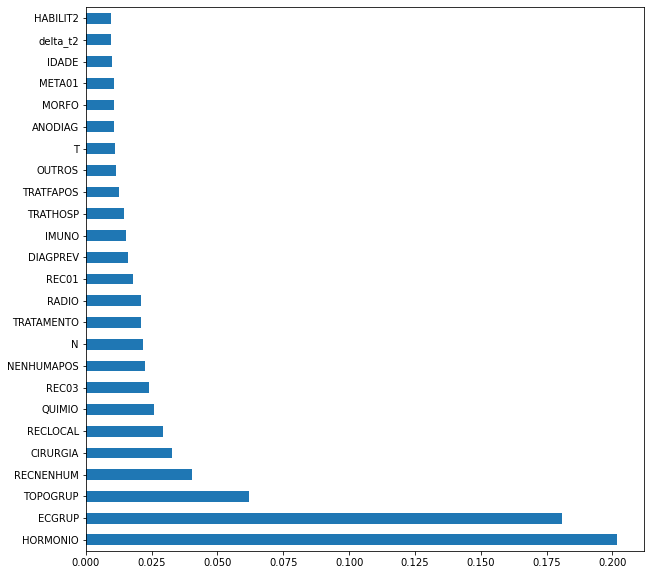 HABILIT2
delta_t2
IDADE
META01
MORFO
ANODIAG
T
OUTROS
TRATFAPOS
TRATHOSP
IMUNO
DIAGPREV
REC01
RADIO
TRATAMENTO
N
NENHUMAPOS
REC03
QUIMIO
RECLOCAL
CIRURGIA
RECNENHUM
TOPOGRUP
ECGRUP
HORMONIO
0.000 0.025 0.050 0.075 0.100 0.125 0.150 0.175 0.200